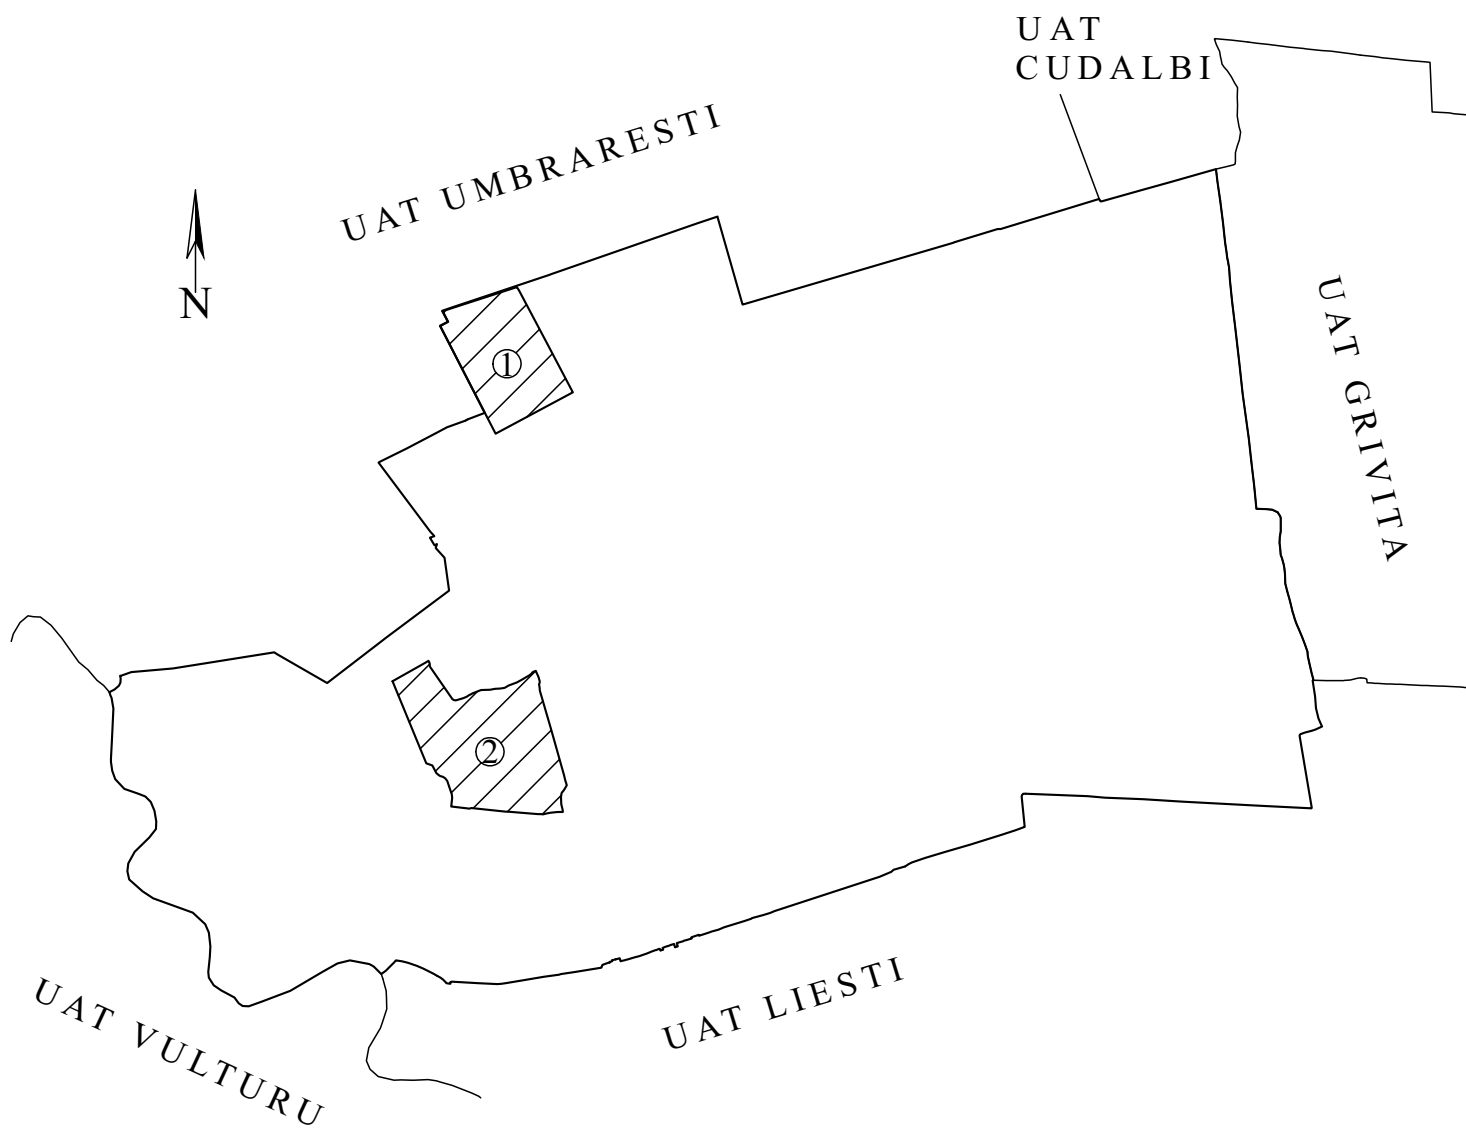 UAT
CUDALBI
UAT UMBRARESTI
N
UAT GRIVITA
1
2
UAT LIESTI
UAT VULTURU